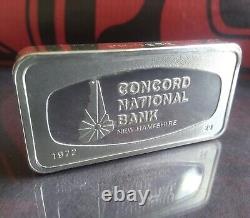 CONCORD
NATIONAL
BANK
NEW HAMPSHIRE
1972